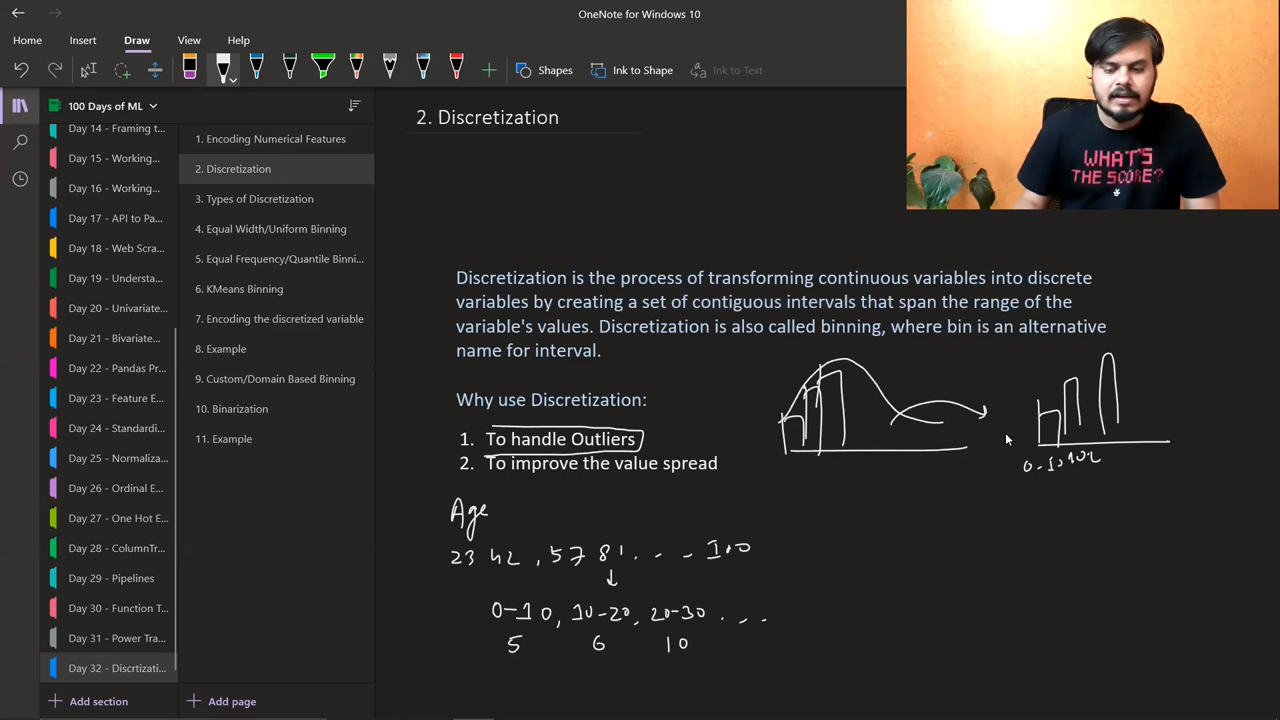 OneNote for Windows 10
Home Insert Draw View Help
Shapes Ink to Shape Ink to Text
100 Days of ML
Day 14 - Framing t...
Day 15 - Working...
Day 16 - Working...
Day 17 - API to Pa...
Day 18 - Web Scra...
Day 19 - Understa...
Day 20 - Univariate...
Day 21 - Bivariate...
Day 22 - Pandas Pr...
Day 23 - Feature E...
Day 24 - Standardi...
Day 25 - Normaliza...
Day 26 - Ordinal E...
Day 27 - One Hot E...
Day 28 - ColumnTr...
Day 29 - Pipelines
Day 30 - Function T...
Day 31 - Power Tra...
Day 32 - Discrtizati...
Add section
1. Encoding Numerical Features
2. Discretization
3. Types of Discretization
4. Equal Width/Uniform Binning
5. Equal Frequency/Quantile Binni...
6. KMeans Binning
7. Encoding the discretized variable
8. Example
9. Custom/Domain Based Binning
10. Binarization
11. Example
Add page
2. Discretization
Discretization is the process of transforming continuous variables into discrete
variables by creating a set of contiguous intervals that span the range of the
variable's values. Discretization is also called binning, where bin is an alternative
name for interval.
Why use Discretization:
1. To handle Outliers
2. To improve the value spread
0-10
Age
23 42, 57 81 . - - 100
0-10, 10-20, 20-30 . - -
5 6 10
WHAT'S
THE SCORE?